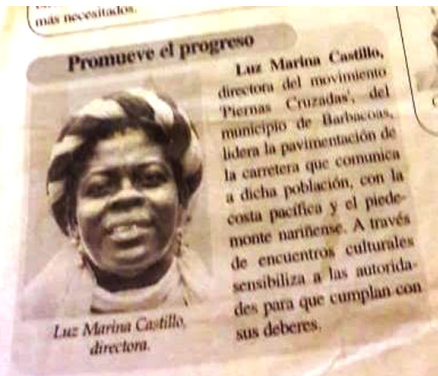 más necesitados.
Promueve el progreso
Luz Marina Castillo,
directora del movimiento
'Piernas Cruzadas', del
municipio de Barbacoas,
lidera la pavimentación de
la carretera que comunica
a dicha población, con la
costa pacífica y el piede-
monte nariñense. A través
de encuentros culturales
sensibiliza a las autorida-
des para que cumplan con
sus deberes.
Luz Marina Castillo,
directora.